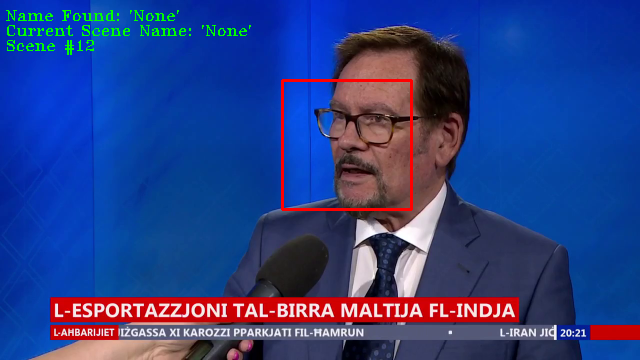 Name Found: 'None'
Current Scene Name: 'None'
Scene #12
L-ESPORTAZZJONI TAL-BIRRA MALTIJA FL-INDJA
L-AĦBARIJIET IŻGASSA XI KAROZZI PPARKJATI FIL-ĦAMRUN • L-IRAN 20:21